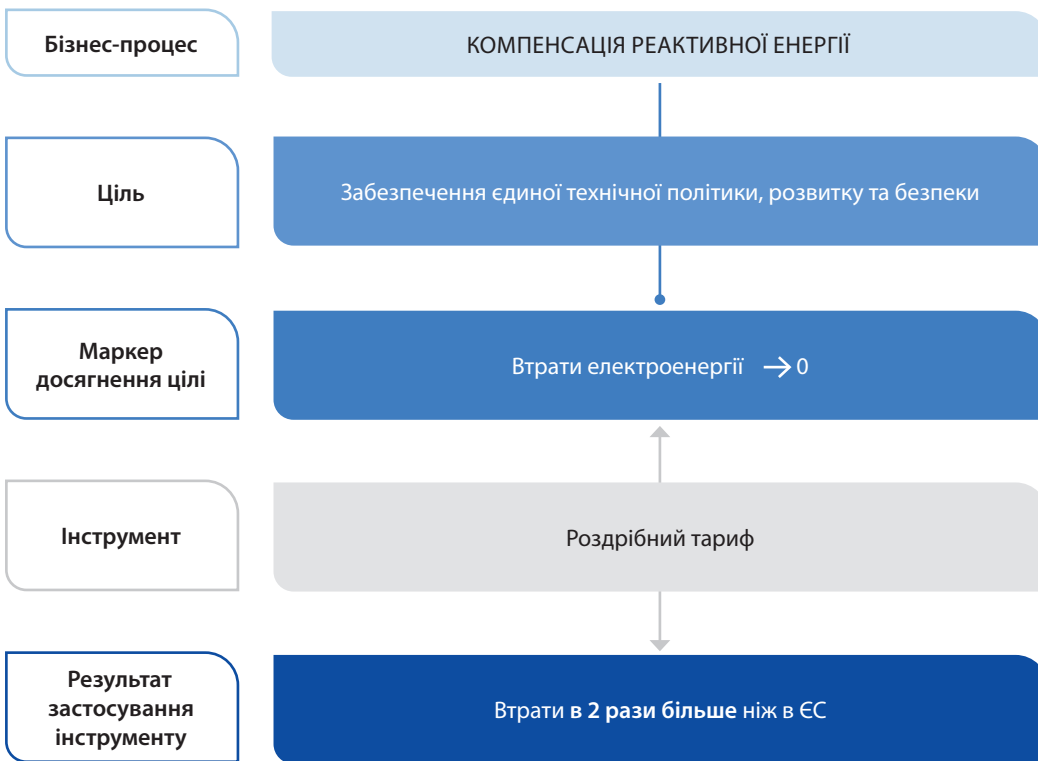 Бізнес-процес
КОМПЕНСАЦІЯ РЕАКТИВНОЇ ЕНЕРГІЇ
Ціль
Забезпечення єдиної технічної політики, розвитку та безпеки
Маркер
досягнення цілі
Втрати електроенергії → 0
Інструмент
Роздрібний тариф
Результат
застосування
інструменту
Втрати в 2 рази більше ніж в ЄС